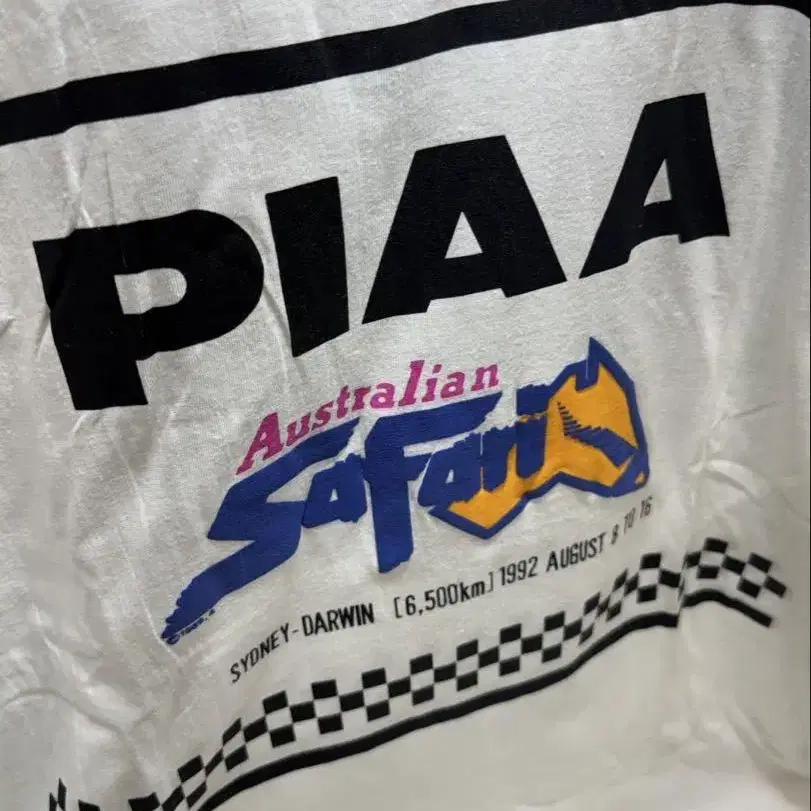 PIAA
Australian
Safari
SYDNEY-DARWIN [6,500km] 1992 AUGUST 8 TO 16